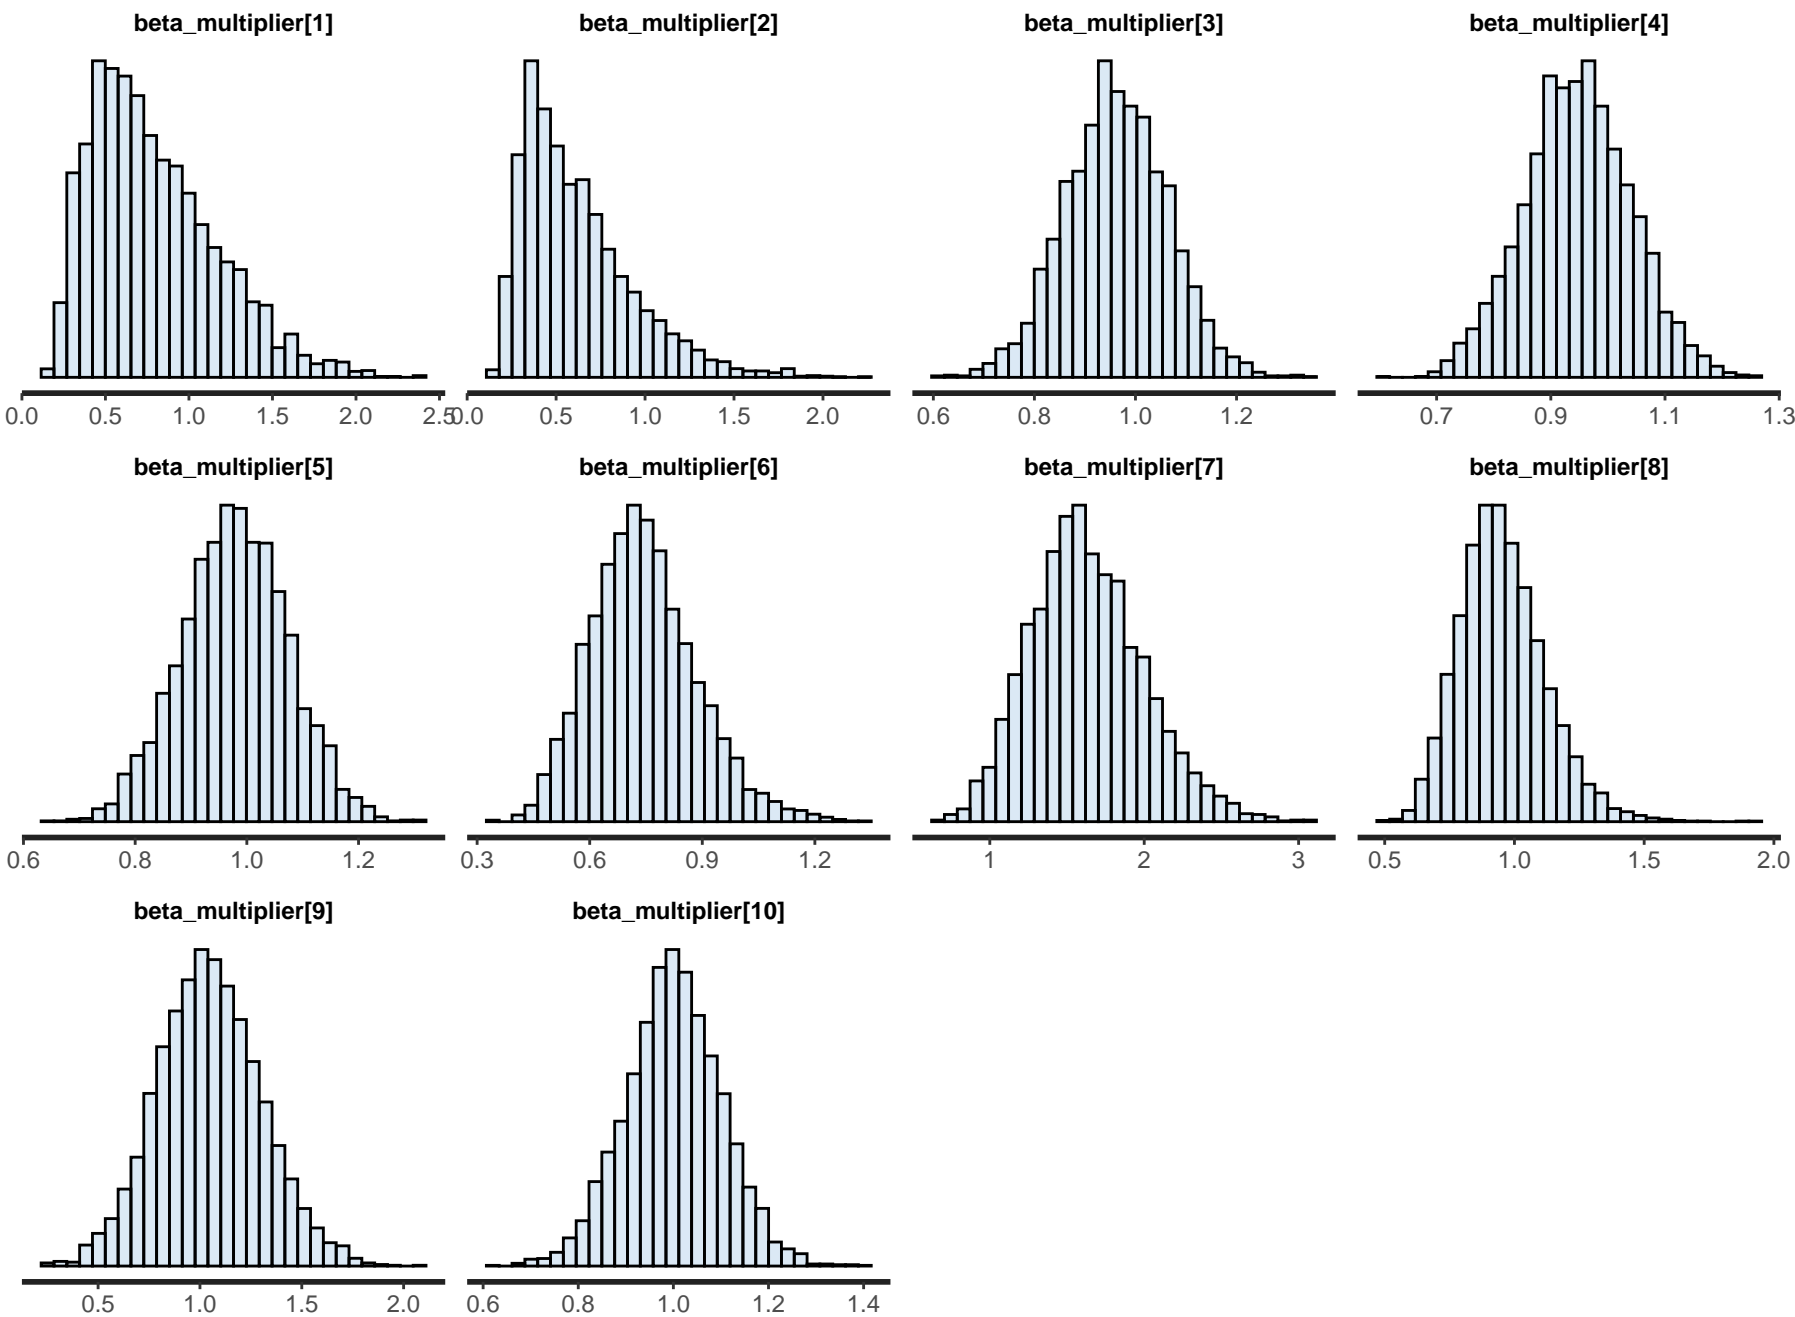 beta_multiplier[1] beta_multiplier[2] beta_multiplier[3] beta_multiplier[4]
0.0 0.5 1.0 1.5 2.0 2.5 0.0 0.5 1.0 1.5 2.0 0.6 0.8 1.0 1.2 0.7 0.9 1.1 1.3
beta_multiplier[5] beta_multiplier[6] beta_multiplier[7] beta_multiplier[8]
0.6 0.8 1.0 1.2 0.3 0.6 0.9 1.2 1 2 3 0.5 1.0 1.5 2.0
beta_multiplier[9] beta_multiplier[10]
0.5 1.0 1.5 2.0 0.6 0.8 1.0 1.2 1.4